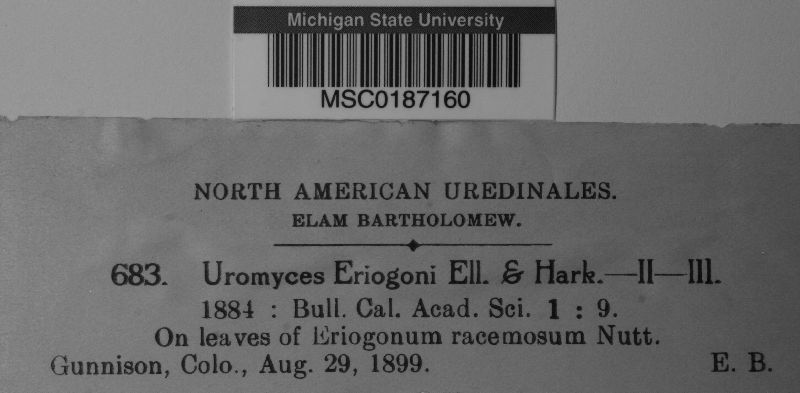 Michigan State University
MSC0187160
NORTH AMERICAN UREDINALES.
ELAM BARTHOLOMEW.
683. Uromyces Eriogoni Ell. & Hark.—II—III.
1884 : Bull. Cal. Acad. Sci. 1 : 9.
On leaves of Eriogonum racemosum Nutt.
Gunnison, Colo., Aug. 29, 1899. E. B.